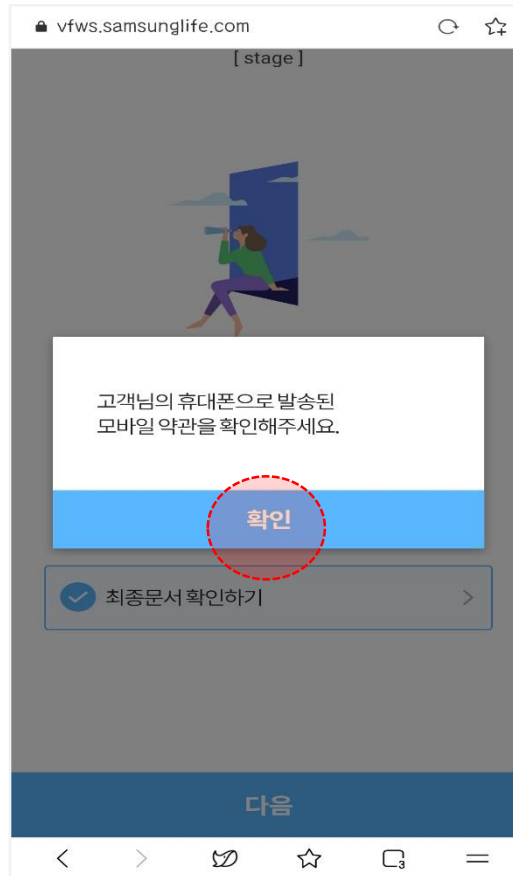 vfws.samsunglife.com
[ stage ]
고객님의 휴대폰으로 발송된
모바일 약관을 확인해주세요.
확인
최종문서 확인하기
다음
3